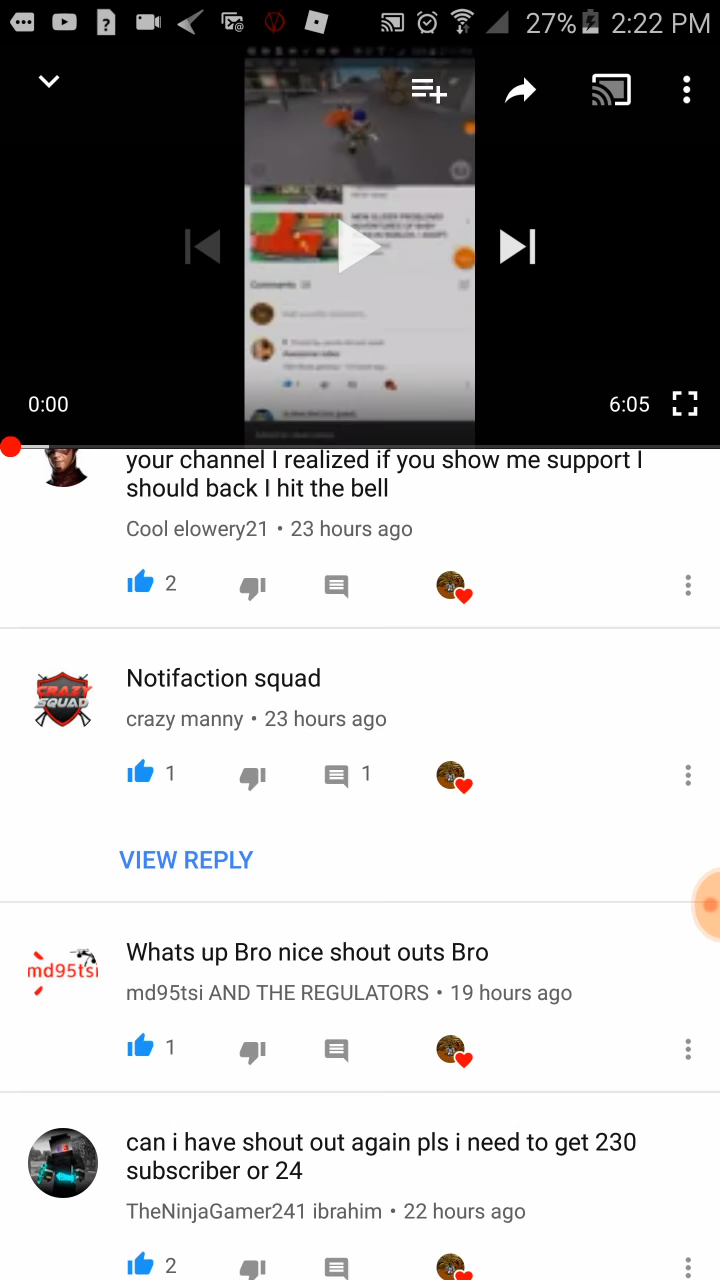 27% 2:22 PM
Comments
0:00
6:05
your channel I realized if you show me support I
should back I hit the bell
Cool elowery21 • 23 hours ago
2
CRAZY
SQUAD
Notifaction squad
crazy manny • 23 hours ago
1
1
VIEW REPLY
md95tsi
Whats up Bro nice shout outs Bro
md95tsi AND THE REGULATORS • 19 hours ago
1
can i have shout out again pls i need to get 230
subscriber or 24
TheNinjaGamer241 ibrahim • 22 hours ago
2